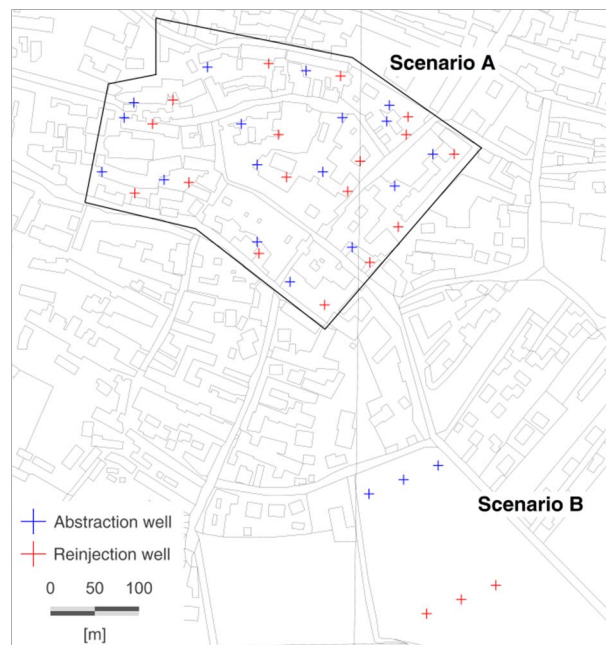 Scenario A
Scenario B
Abstraction well
Reinjection well
0 50 100
[m]